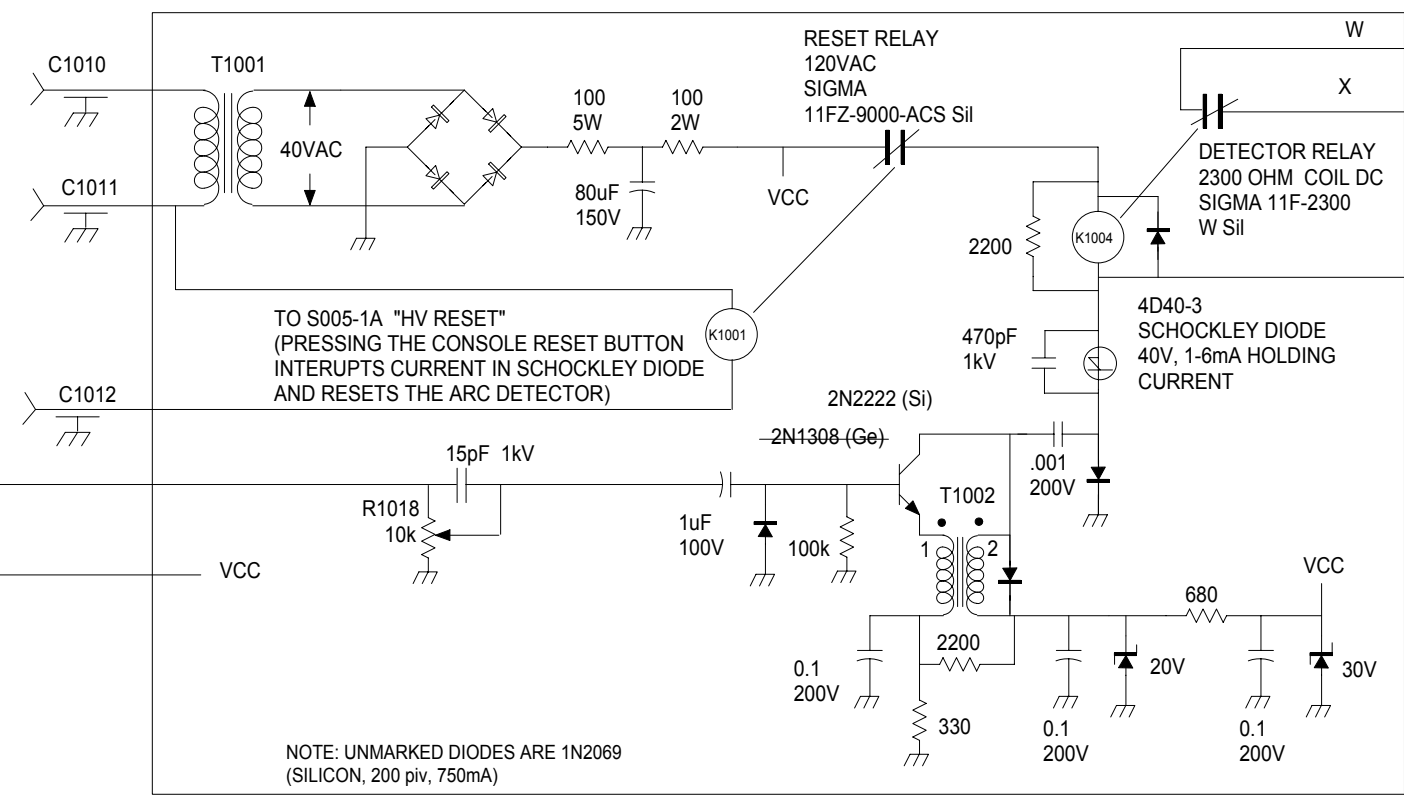 C1010
T1001
40VAC
C1011
100
5W
100
2W
80uF
150V
VCC
RESET RELAY
120VAC
SIGMA
11FZ-9000-ACS Sil
W
X
DETECTOR RELAY
2300 OHM COIL DC
SIGMA 11F-2300
W Sil
2200
K1004
TO S005-1A "HV RESET"
(PRESSING THE CONSOLE RESET BUTTON
INTERUPTS CURRENT IN SCHOCKLEY DIODE
AND RESETS THE ARC DETECTOR)
K1001
470pF
1kV
4D40-3
SCHOCKLEY DIODE
40V, 1-6mA HOLDING
CURRENT
C1012
2N2222 (Si)
2N1308 (Ge)
15pF 1kV
R1018
10k
1uF
100V
100k
T1002
1
2
.001
200V
VCC
VCC
680
2200
0.1
200V
330
0.1
200V
20V
0.1
200V
30V
NOTE: UNMARKED DIODES ARE 1N2069
(SILICON, 200 piv, 750mA)